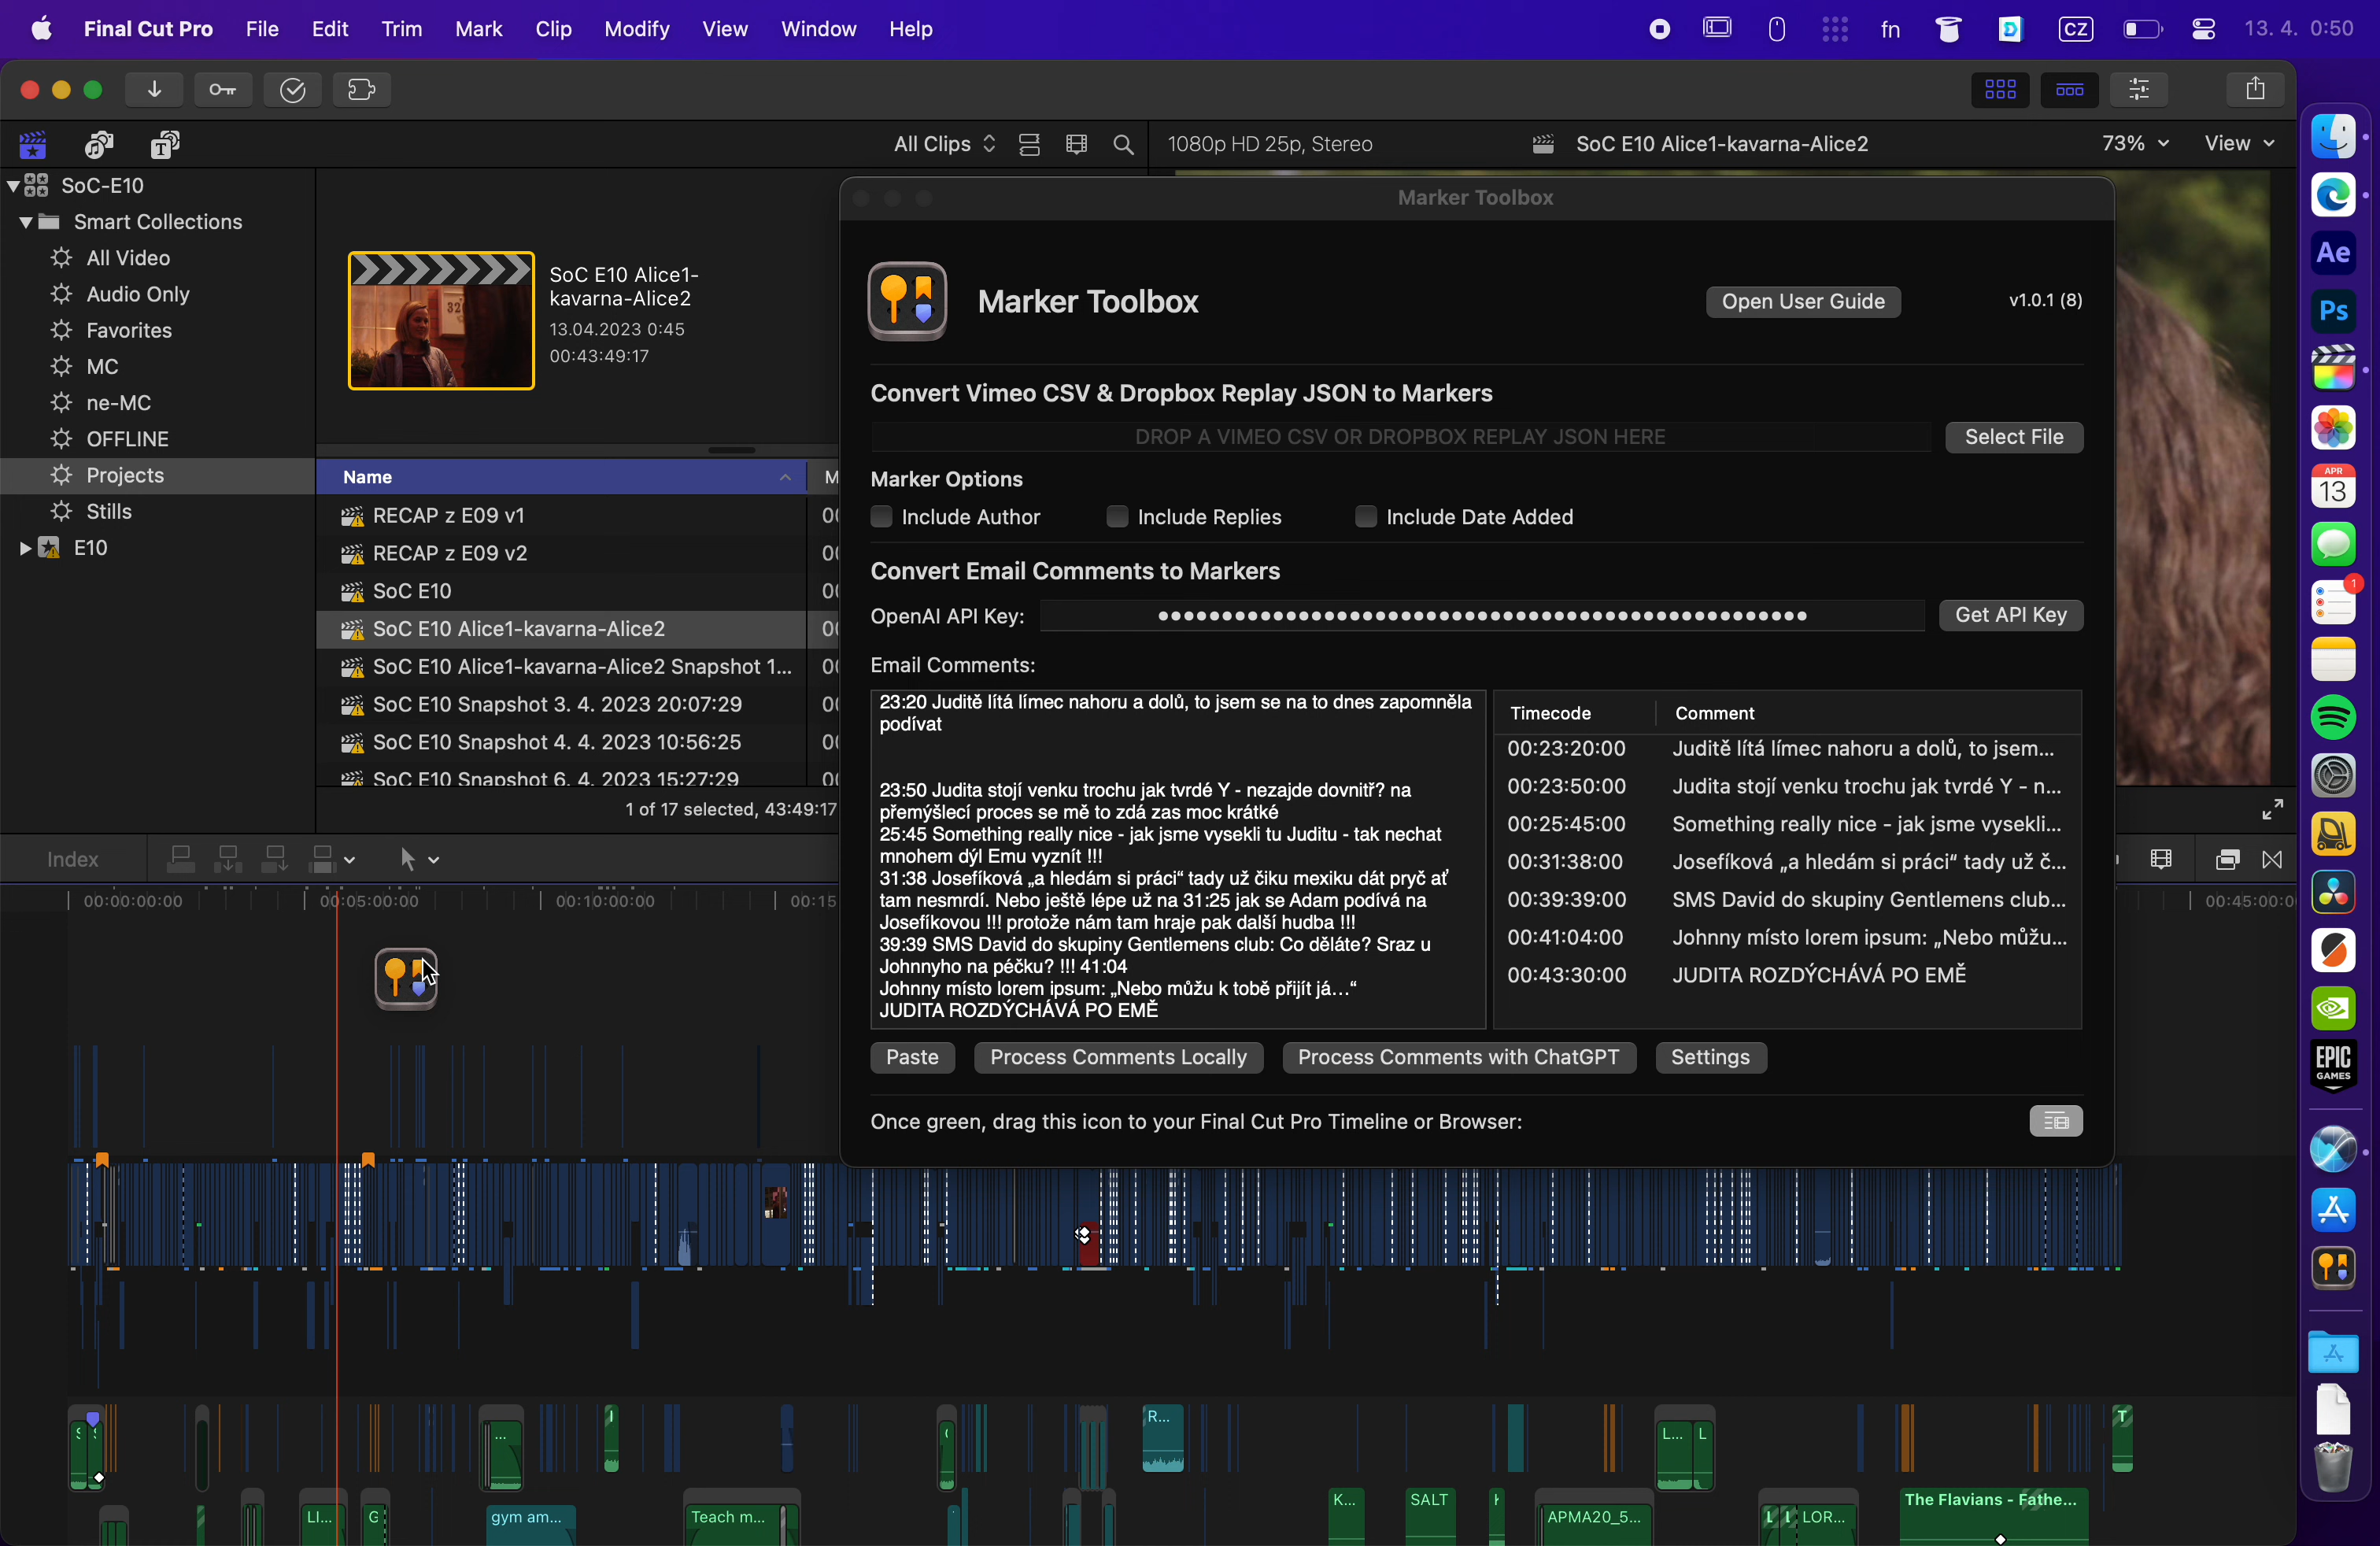 Final Cut Pro File Edit Trim Mark Clip Modify View Window Help fn CZ 13. 4. 0:50
All Clips 1080p HD 25p, Stereo SoC E10 Alice1-kavarna-Alice2 73% View
SoC-E10
Smart Collections
All Video
Audio Only
Favorites
MC
ne-MC
OFFLINE
Projects
Stills
E10
SoC E10 Alice1-
kavarna-Alice2
13.04.2023 0:45
00:43:49:17
Name
RECAP z E09 v1
RECAP z E09 v2
SoC E10
SoC E10 Alice1-kavarna-Alice2
SoC E10 Alice1-kavarna-Alice2 Snapshot 1...
SoC E10 Snapshot 3. 4. 2023 20:07:29
SoC E10 Snapshot 4. 4. 2023 10:56:25
SoC E10 Snapshot 6. 4. 2023 15:27:29
1 of 17 selected, 43:49:17
Marker Toolbox
Marker Toolbox
Open User Guide
v1.0.1 (8)
Convert Vimeo CSV & Dropbox Replay JSON to Markers
DROP A VIMEO CSV OR DROPBOX REPLAY JSON HERE
Select File
Marker Options
Include Author Include Replies Include Date Added
Convert Email Comments to Markers
OpenAI API Key:
Get API Key
Email Comments:
23:20 Juditě lítá límec nahoru a dolů, to jsem se na to dnes zapomněla
podívat
23:50 Judita stojí venku trochu jak tvrdé Y - nezajde dovnitř? na
přemýšlecí proces se mě to zdá zas moc krátké
25:45 Something really nice - jak jsme vysekli tu Juditu - tak nechat
mnohem dýl Emu vyznít !!!
31:38 Josefíková „a hledám si práci“ tady už čiku mexiku dát pryč ať
tam nesmrdí. Nebo ještě lépe už na 31:25 jak se Adam podívá na
Josefíkovou !!! protože nám tam hraje pak další hudba !!!
39:39 SMS David do skupiny Gentlemens club: Co děláte? Sraz u
Johnnyho na péčku? !!! 41:04
Johnny místo lorem ipsum: „Nebo můžu k tobě přijít já…“
JUDITA ROZDÝCHÁVÁ PO EMĚ
Timecode Comment
00:23:20:00 Juditě lítá límec nahoru a dolů, to jsem...
00:23:50:00 Judita stojí venku trochu jak tvrdé Y - n...
00:25:45:00 Something really nice - jak jsme vysekli...
00:31:38:00 Josefíková „a hledám si práci“ tady už č...
00:39:39:00 SMS David do skupiny Gentlemens club...
00:41:04:00 Johnny místo lorem ipsum: „Nebo můžu...
00:43:30:00 JUDITA ROZDÝCHÁVÁ PO EMĚ
Paste
Process Comments Locally
Process Comments with ChatGPT
Settings
Once green, drag this icon to your Final Cut Pro Timeline or Browser:
Index
00:00:00:00 00:05:00:00 00:10:00:00 00:15 00:45:00:0
R... L... L T
LI... G gym am... Teach m... K... SALT APMA20_5... LOR... The Flavians - Fathe...
Ae
Ps
APR
13
1
EPIC
GAMES